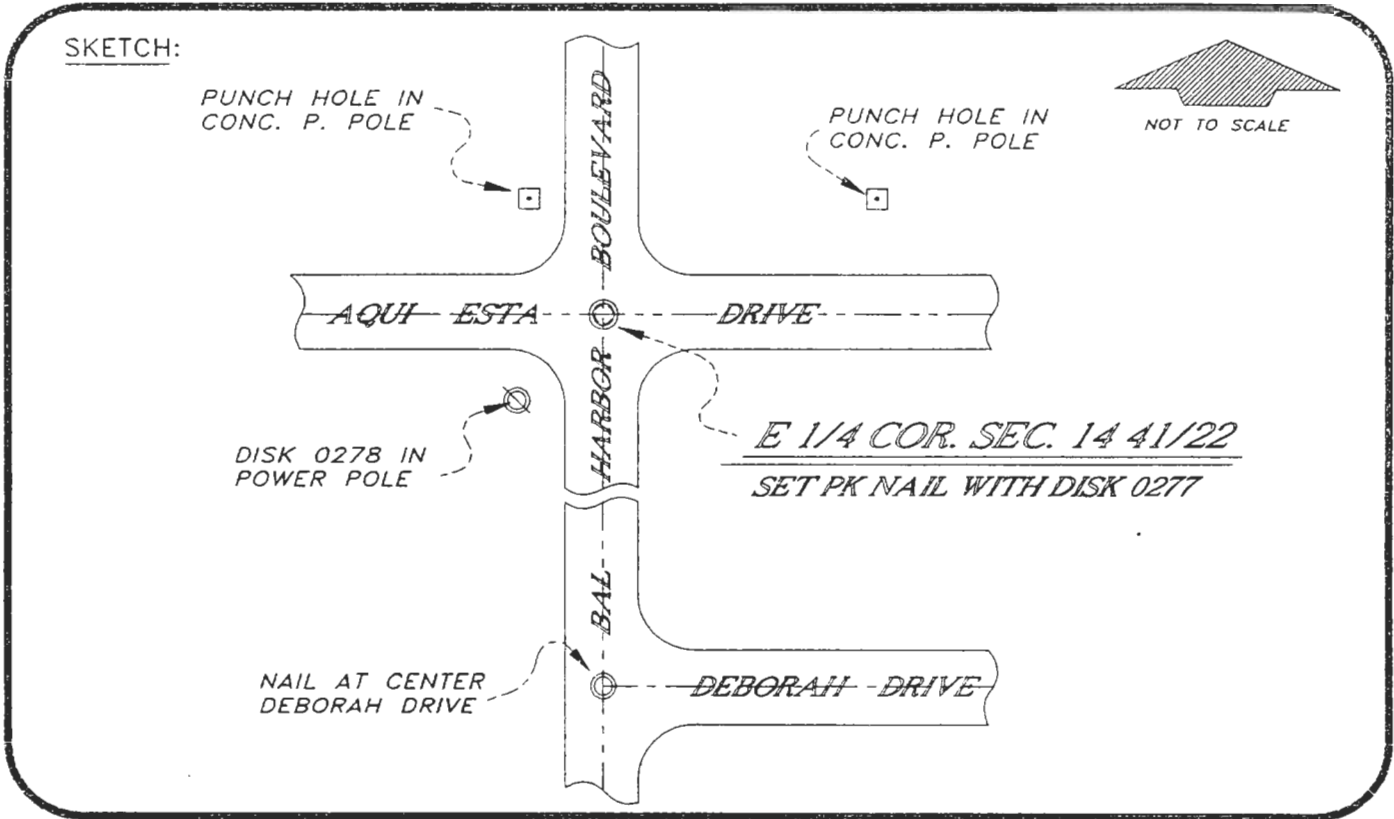 SKETCH:
PUNCH HOLE IN
CONC. P. POLE
PUNCH HOLE IN
CONC. P. POLE
NOT TO SCALE
BAL HARBOR BOULEVARD
AQUI ESTA DRIVE
DISK 0278 IN
POWER POLE
E 1/4 COR. SEC. 14 41/22
SET PK NAIL WITH DISK 0277
NAIL AT CENTER
DEBORAH DRIVE
DEBORAH DRIVE